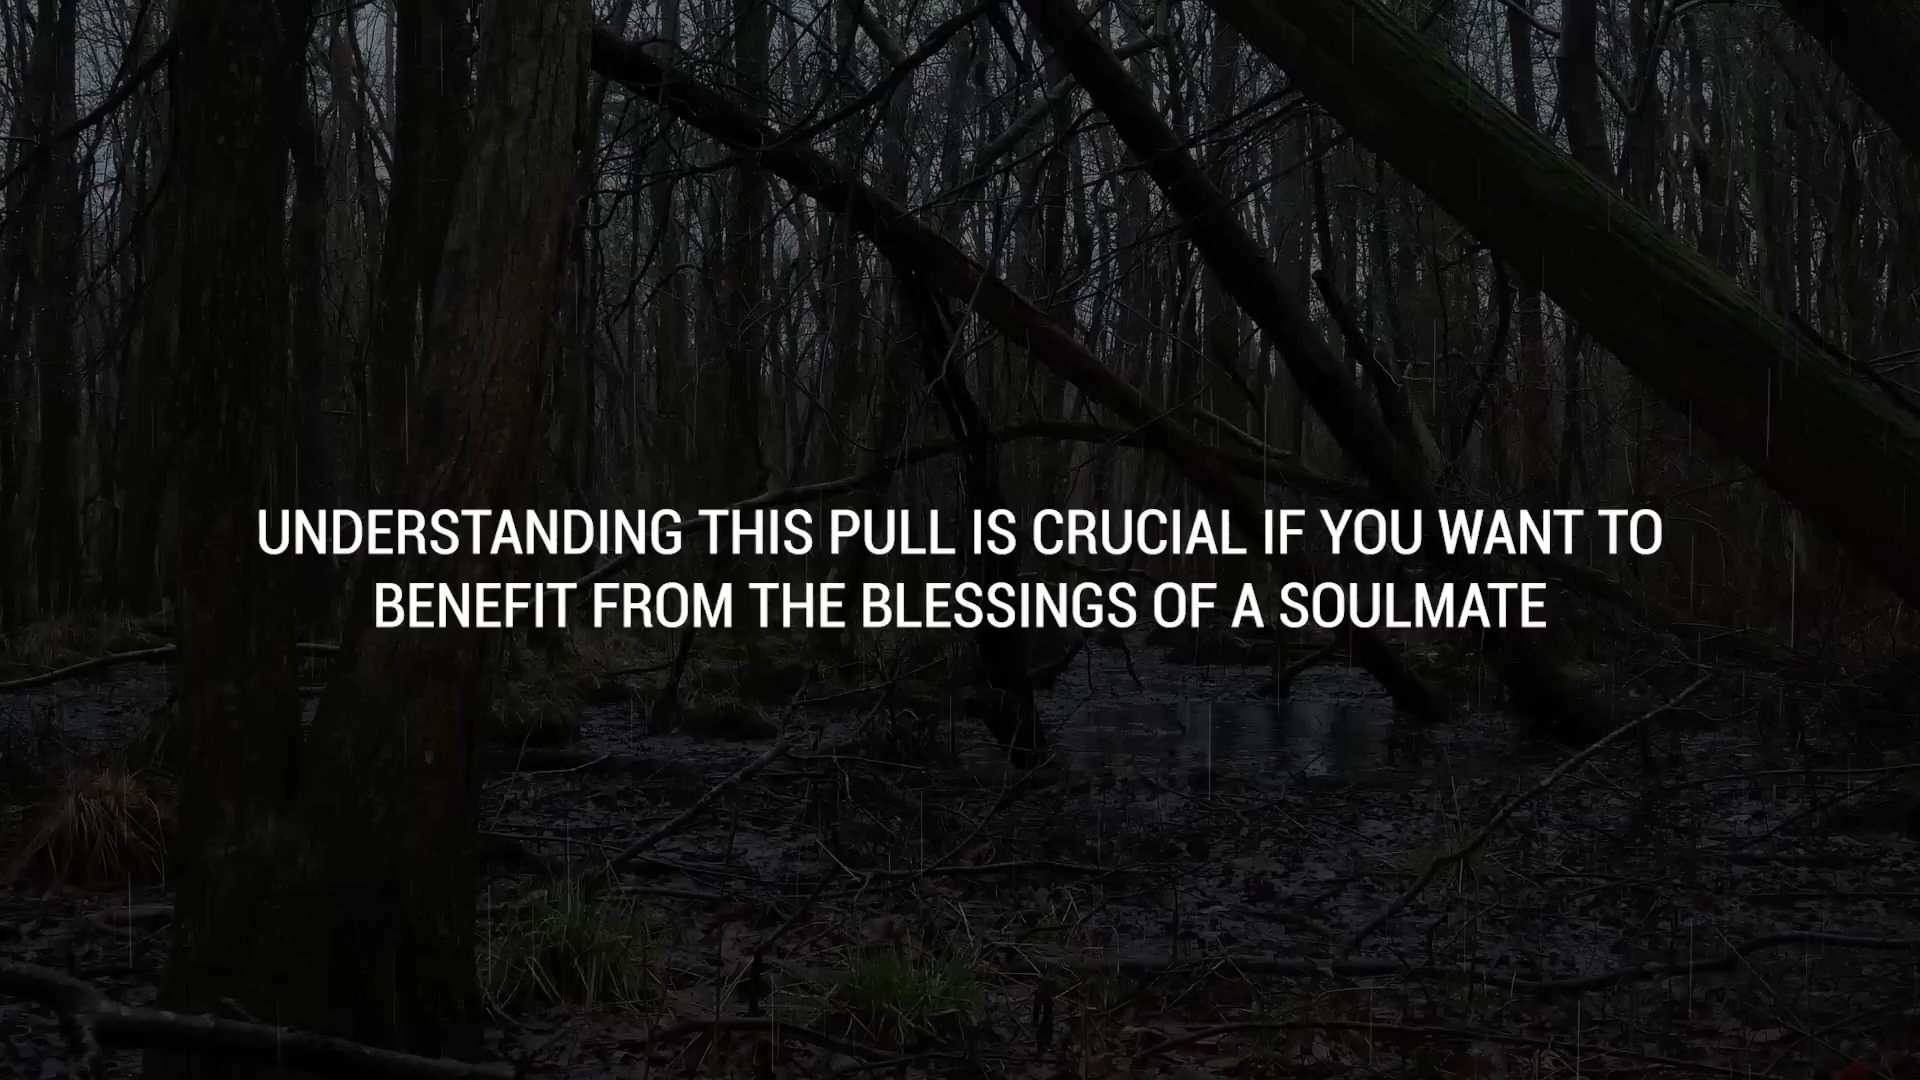 UNDERSTANDING THIS PULL IS CRUCIAL IF YOU WANT TO
BENEFIT FROM THE BLESSINGS OF A SOULMATE